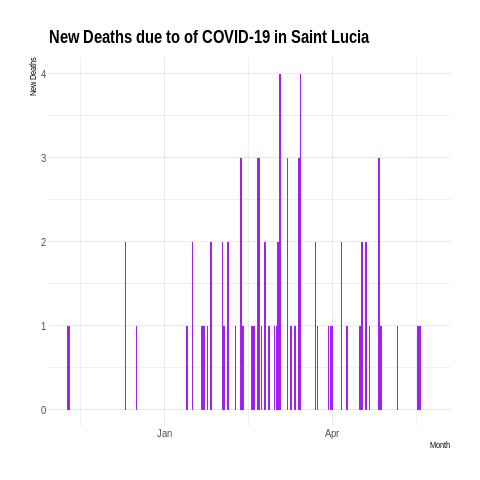 New Deaths due to of COVID-19 in Saint Lucia
New Deaths
4
3
2
1
0
Jan
Apr
Month